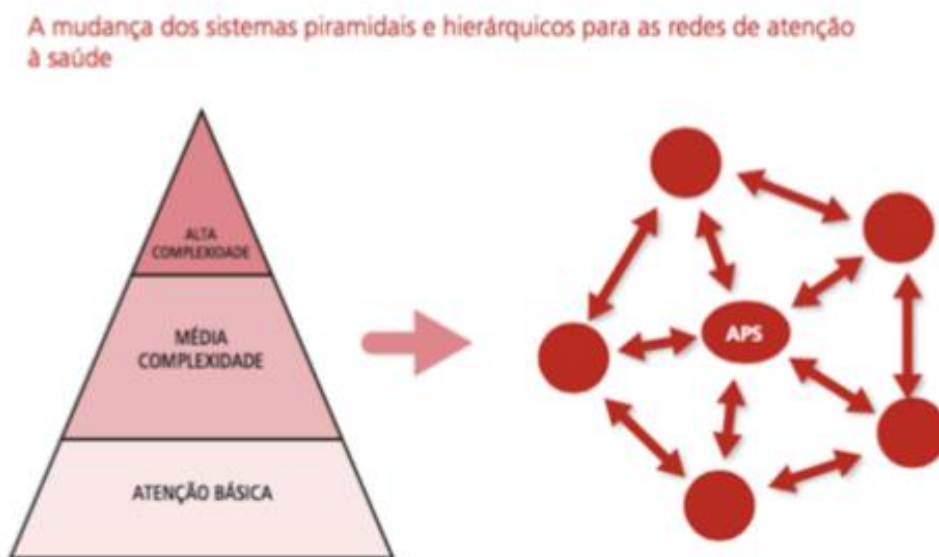 A mudança dos sistemas piramidais e hierárquicos para as redes de atenção
à saúde
ALTA
COMPLEXIDADE
MÉDIA
COMPLEXIDADE
ATENÇÃO BÁSICA
APS